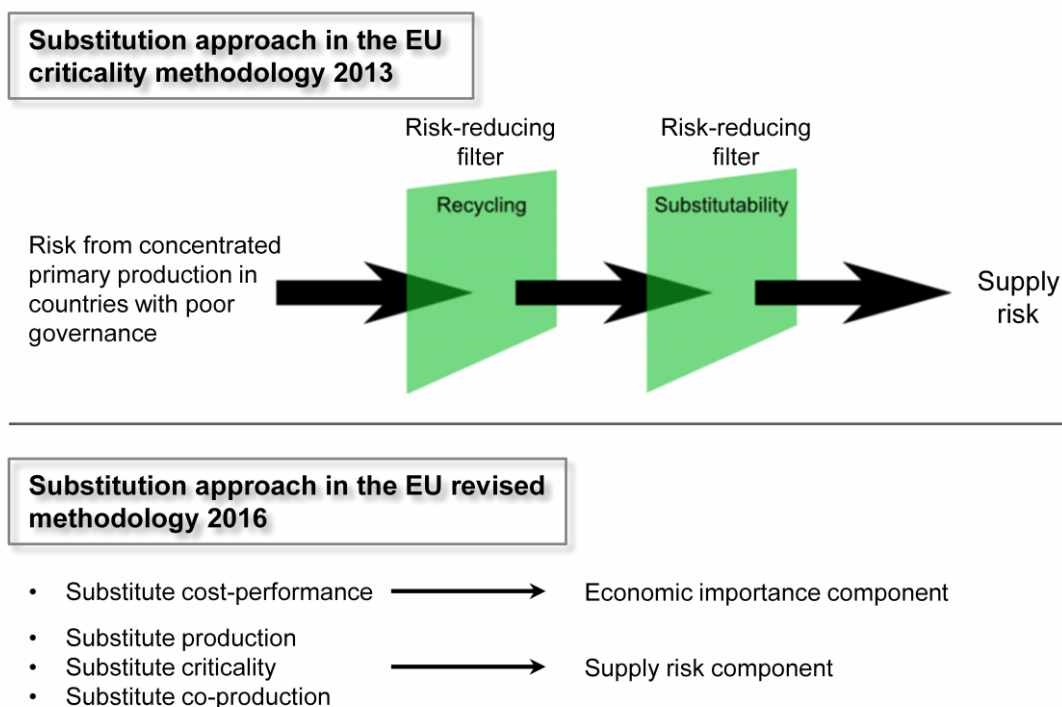 Substitution approach in the EU
criticality methodology 2013
Risk-reducing
filter
Risk-reducing
filter
Recycling
Substitutability
Risk from concentrated
primary production in
countries with poor
governance
Supply
risk
Substitution approach in the EU revised
methodology 2016
• Substitute cost-performance
Economic importance component
• Substitute production
• Substitute criticality
Supply risk component
• Substitute co-production